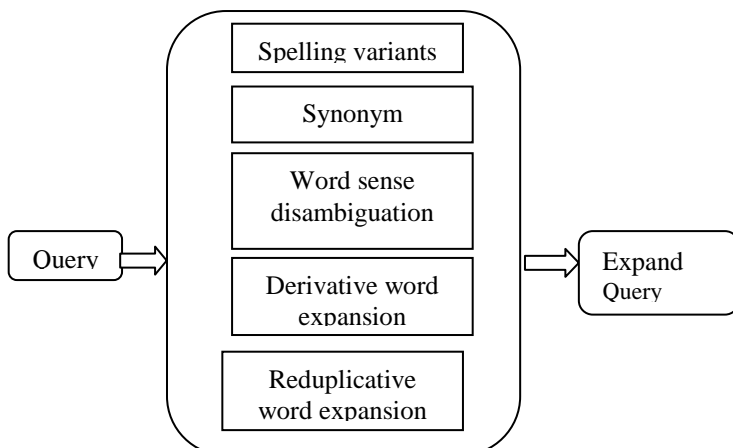 Spelling variants
Synonym
Word sense
disambiguation
Query
Derivative word
expansion
Expand
Query
Reduplicative
word expansion